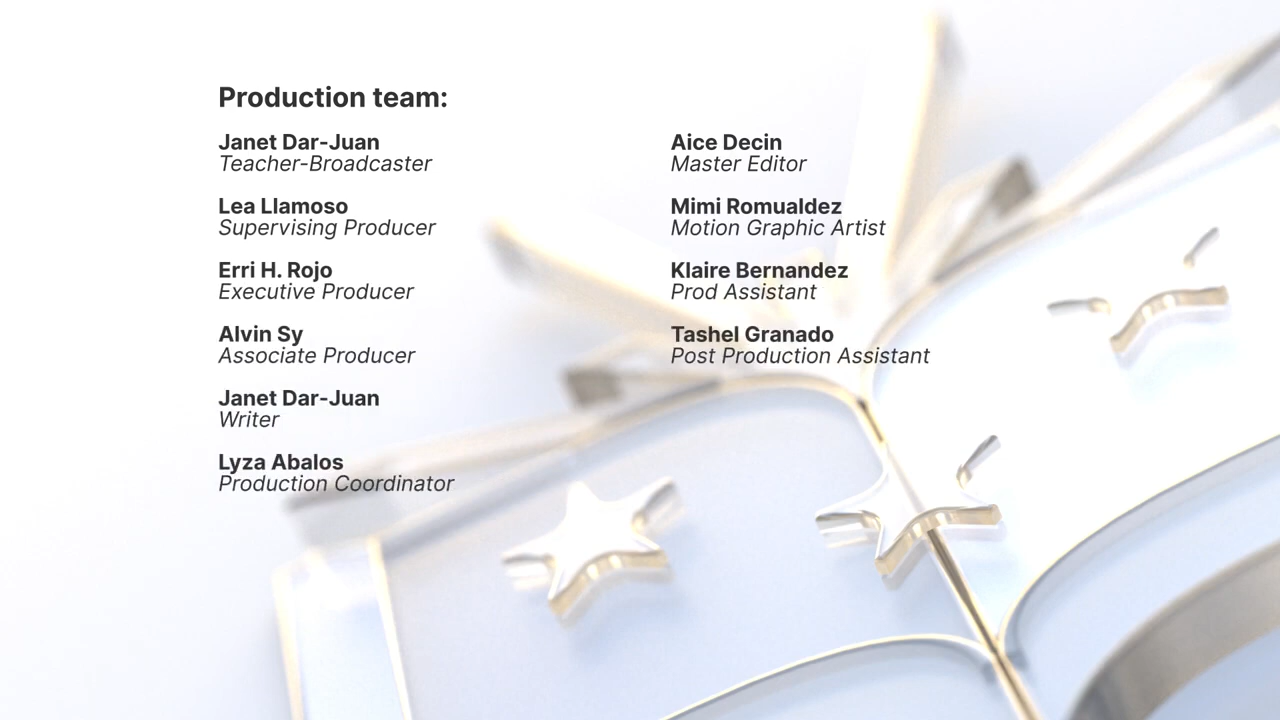 Production team:
Janet Dar-Juan
Teacher-Broadcaster
Lea Llamoso
Supervising Producer
Erri H. Rojo
Executive Producer
Alvin Sy
Associate Producer
Janet Dar-Juan
Writer
Lyza Abalos
Production Coordinator
Aice Decin
Master Editor
Mimi Romualdez
Motion Graphic Artist
Klaire Bernandez
Prod Assistant
Tashel Granado
Post Production Assistant